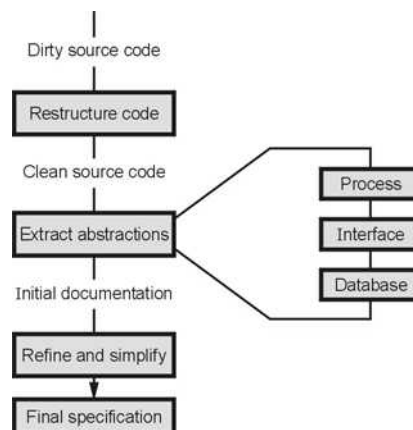 Dirty source code
Restructure code
Clean source code
Extract abstractions
Process
Interface
Database
Initial documentation
Refine and simplify
Final specification